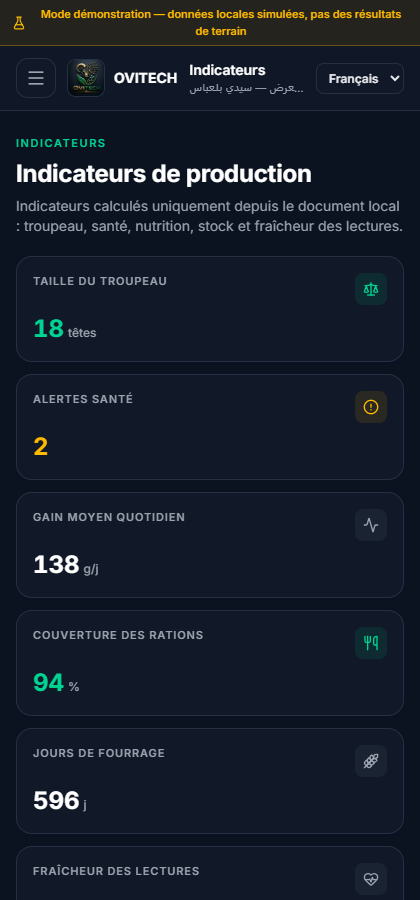 Mode démonstration — données locales simulées, pas des résultats
de terrain
OVITECH
Indicateurs
...عرض — سيدي بلعباس
Français
INDICATEURS
Indicateurs de production
Indicateurs calculés uniquement depuis le document local
: troupeau, santé, nutrition, stock et fraîcheur des lectures.
TAILLE DU TROUPEAU
18 têtes
ALERTES SANTÉ
2
GAIN MOYEN QUOTIDIEN
138 g/j
COUVERTURE DES RATIONS
94 %
JOURS DE FOURRAGE
596 j
FRAÎCHEUR DES LECTURES